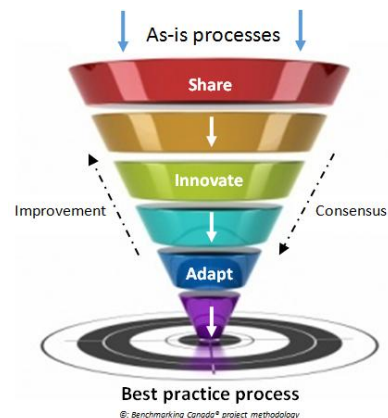 As-is processes
Share
Innovate
Improvement
Consensus
Adapt
Best practice process
©: Benchmarking Canada® project methodology